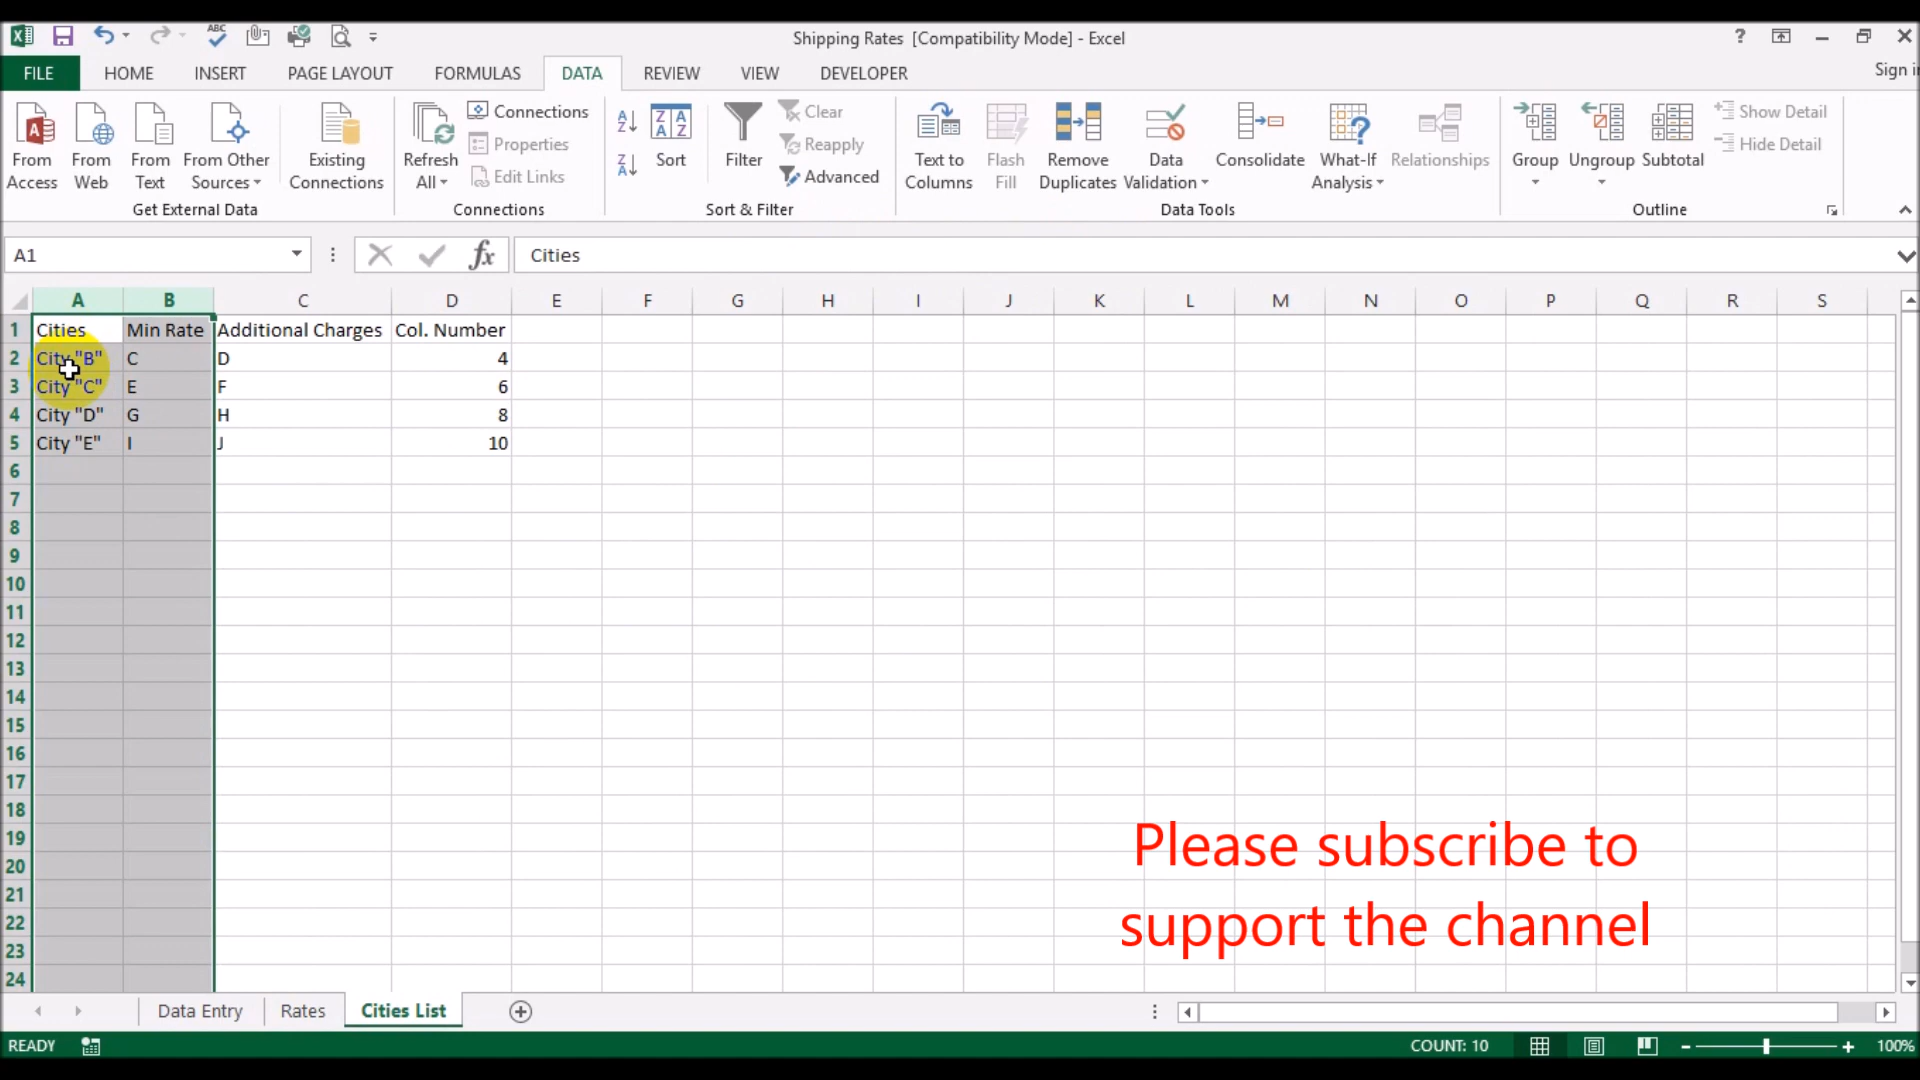 Shipping Rates [Compatibility Mode] - Excel
FILE HOME INSERT PAGE LAYOUT FORMULAS DATA REVIEW VIEW DEVELOPER
From Access
From Web
From Text
From Other Sources
Existing Connections
Get External Data
Refresh All
Connections
Properties
Edit Links
Connections
Sort
Filter
Clear
Reapply
Advanced
Sort & Filter
Text to Columns
Flash Fill
Remove Duplicates
Data Validation
Consolidate
What-If Analysis
Relationships
Data Tools
Group
Ungroup
Subtotal
Show Detail
Hide Detail
Outline
A1 fx Cities
A B C D E F G H I J K L M N O P Q R S
1 Cities Min Rate Additional Charges Col. Number
2 City "B" C D 4
3 City "C" E F 6
4 City "D" G H 8
5 City "E" I J 10
6
7
8
9
10
11
12
13
14
15
16
17
18
19
20
21
22
23
24
Please subscribe to
support the channel
Data Entry Rates Cities List
READY COUNT: 10 100%